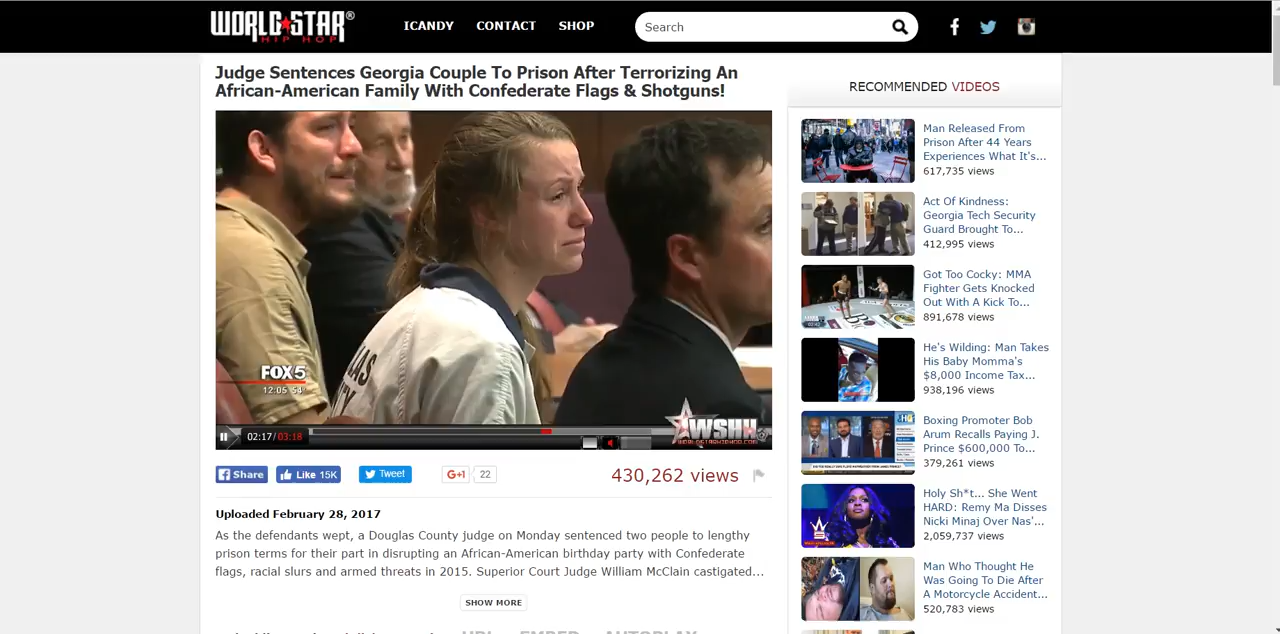 WORLD STAR®
HIP HOP
ICANDY
CONTACT
SHOP
Search
Judge Sentences Georgia Couple To Prison After Terrorizing An
African-American Family With Confederate Flags & Shotguns!
FOX5
12:05 54
02:17/03:18
WSHH
WORLDSTARHIPHOP.COM
Share
Like 15K
Tweet
G+1
22
430,262 views
Uploaded February 28, 2017
As the defendants wept, a Douglas County judge on Monday sentenced two people to lengthy
prison terms for their part in disrupting an African-American birthday party with Confederate
flags, racial slurs and armed threats in 2015. Superior Court Judge William McClain castigated...
SHOW MORE
RECOMMENDED VIDEOS
Man Released From
Prison After 44 Years
Experiences What It's...
617,735 views
Act Of Kindness:
Georgia Tech Security
Guard Brought To...
412,995 views
Got Too Cocky: MMA
Fighter Gets Knocked
Out With A Kick To...
891,678 views
He's Wilding: Man Takes
His Baby Momma's
$8,000 Income Tax...
938,196 views
Boxing Promoter Bob
Arum Recalls Paying J.
Prince $600,000 To...
379,261 views
Holy Sh*t... She Went
HARD: Remy Ma Disses
Nicki Minaj Over Nas'...
2,059,737 views
Man Who Thought He
Was Going To Die After
A Motorcycle Accident...
520,783 views